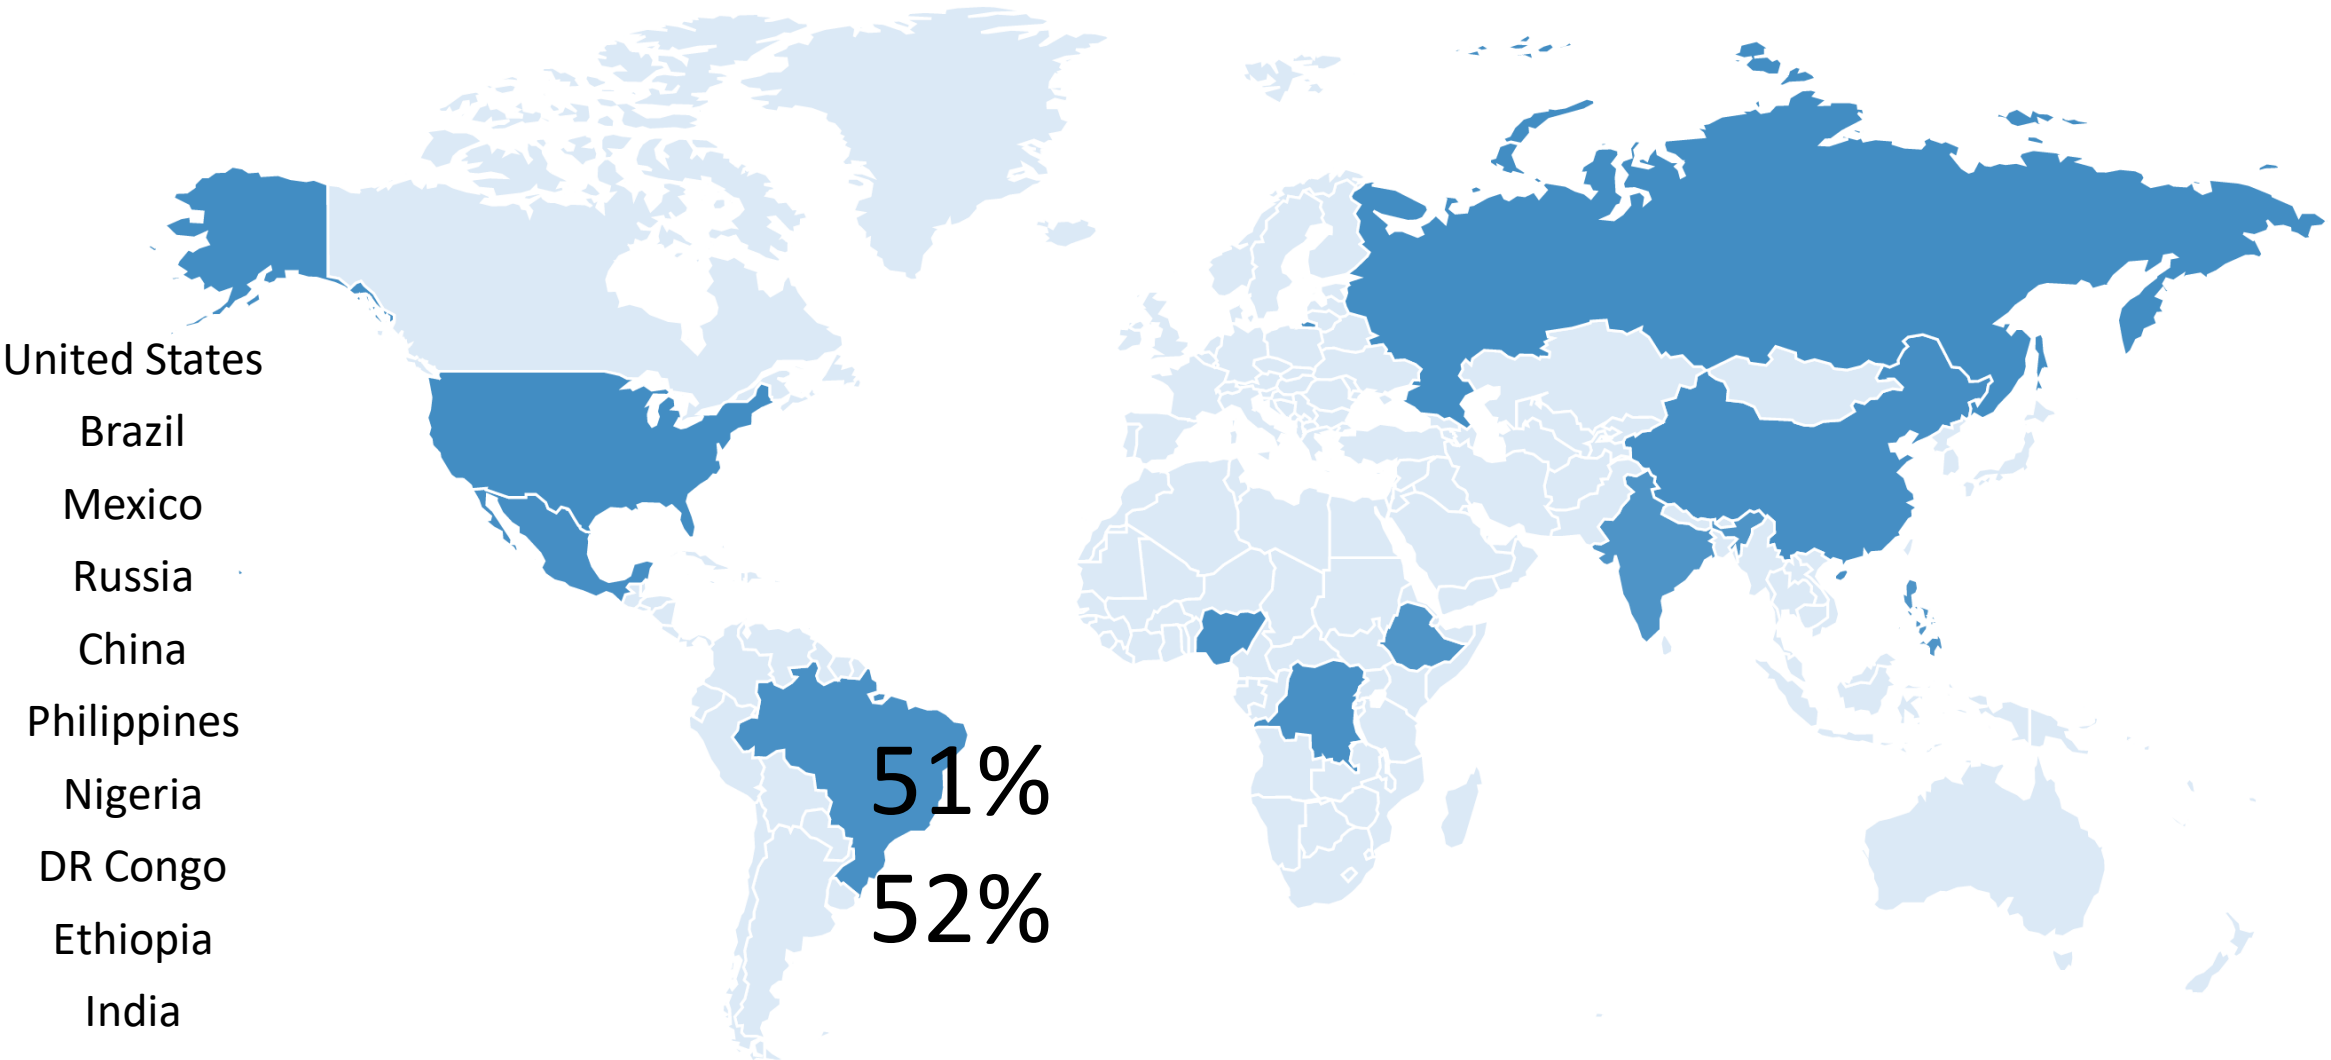 United States
Brazil
Mexico
Russia
China
Philippines
Nigeria
DR Congo
Ethiopia
India
51%
52%